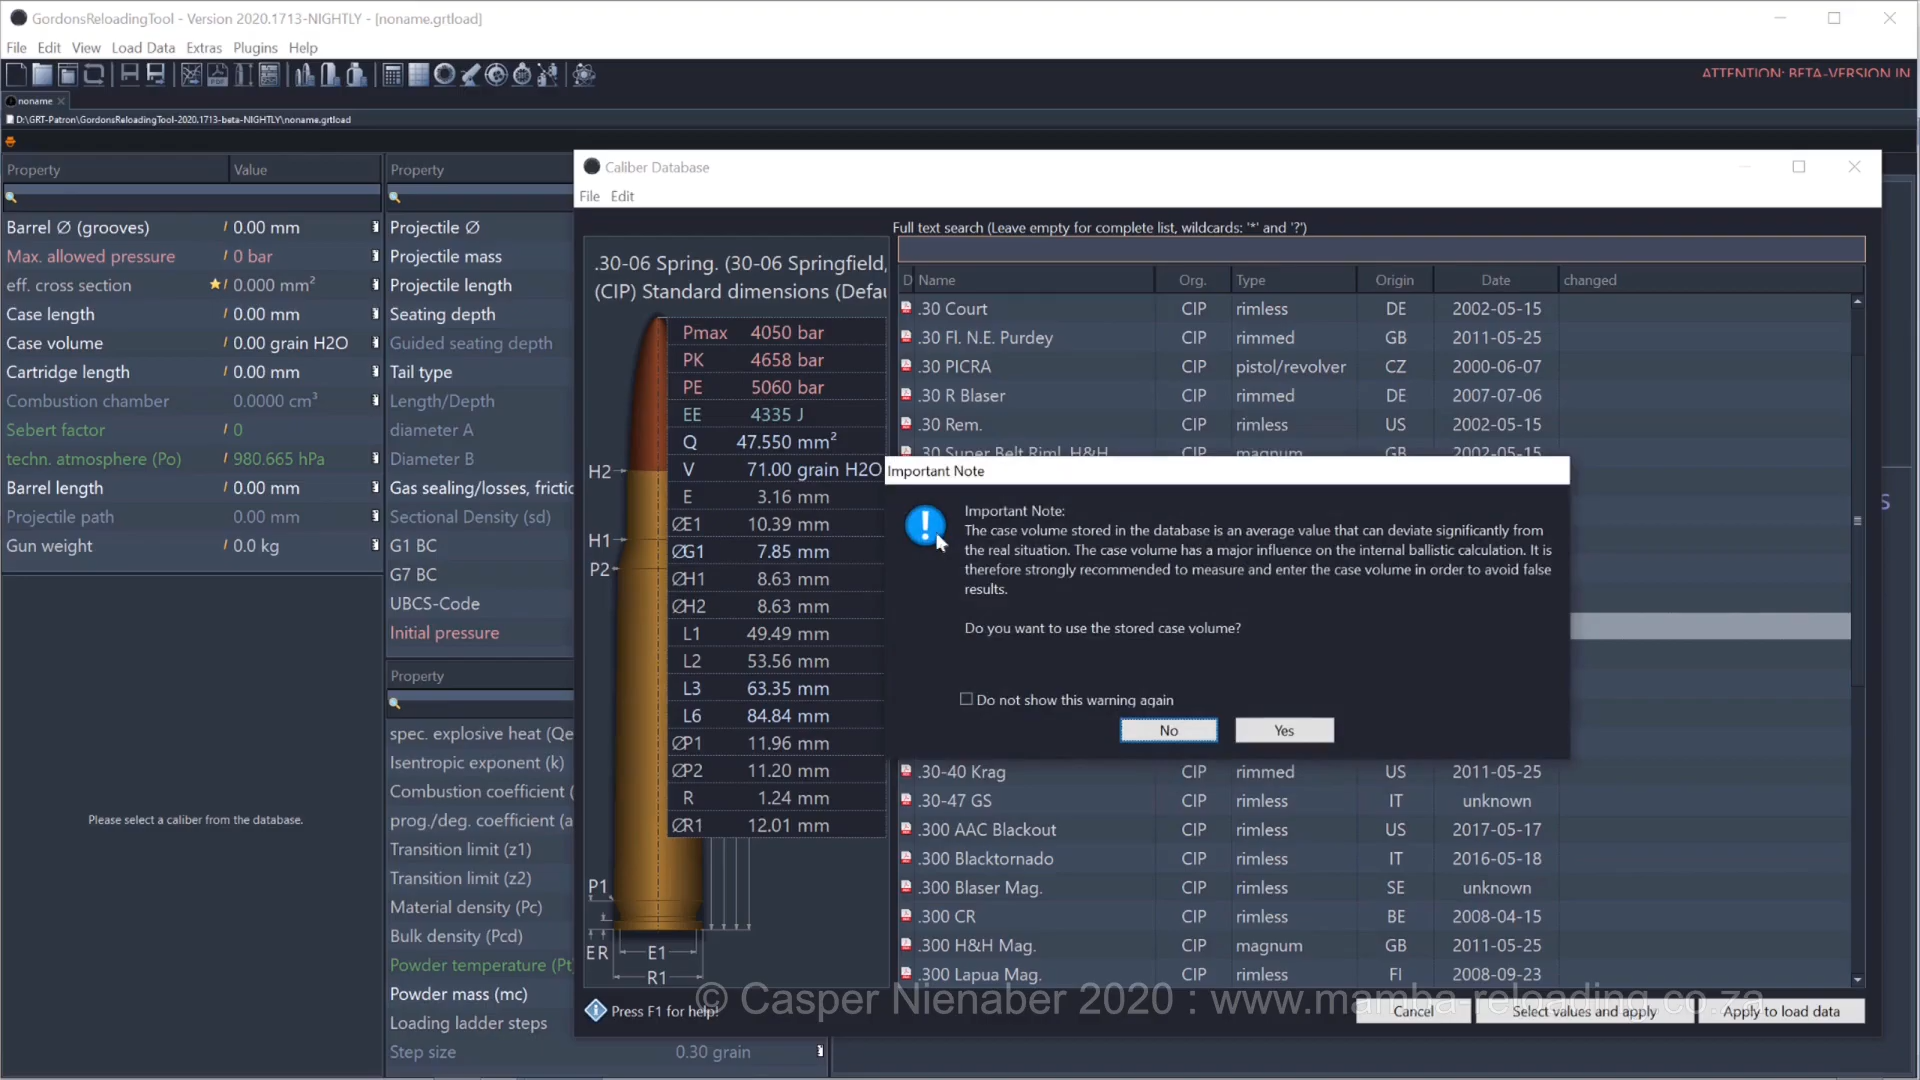 GordonsReloadingTool - Version 2020.1713-NIGHTLY - [noname.grtload]
File Edit View Load Data Extras Plugins Help
ATTENTION: BETA-VERSION IN
noname
D:\GRT-Patron\GordonsReloadingTool-2020.1713-beta-NIGHTLY\noname.grtload
Property Value
Barrel Ø (grooves) 0.00 mm
Max. allowed pressure 0 bar
eff. cross section 0.000 mm²
Case length 0.00 mm
Case volume 0.00 grain H2O
Cartridge length 0.00 mm
Combustion chamber 0.0000 cm³
Sebert factor 0
techn. atmosphere (Po) 980.665 hPa
Barrel length 0.00 mm
Projectile path 0.00 mm
Gun weight 0.0 kg
Please select a caliber from the database.
Property
Projectile Ø
Projectile mass
Projectile length
Seating depth
Guided seating depth
Tail type
Length/Depth
diameter A
Diameter B
Gas sealing/losses, frictio
Sectional Density (sd)
G1 BC
G7 BC
UBCS-Code
Initial pressure
Property
spec. explosive heat (Qe
Isentropic exponent (k)
Combustion coefficient (
prog./deg. coefficient (a
Transition limit (z1)
Transition limit (z2)
Material density (Pc)
Bulk density (Pcd)
Powder temperature (Pt
Powder mass (mc)
Loading ladder steps
Step size 0.30 grain
Caliber Database
File Edit
.30-06 Spring. (30-06 Springfield,
(CIP) Standard dimensions (Defau
Pmax 4050 bar
PK 4658 bar
PE 5060 bar
EE 4335 J
Q 47.550 mm²
V 71.00 grain H2O
E 3.16 mm
ØE1 10.39 mm
ØG1 7.85 mm
ØH1 8.63 mm
ØH2 8.63 mm
L1 49.49 mm
L2 53.56 mm
L3 63.35 mm
L6 84.84 mm
ØP1 11.96 mm
ØP2 11.20 mm
R 1.24 mm
ØR1 12.01 mm
H2
H1
P2
P1
E R E1
R1
Press F1 for help!
Full text search (Leave empty for complete list, wildcards: '*' and '?')
D Name Org. Type Origin Date changed
.30 Court CIP rimless DE 2002-05-15
.30 Fl. N.E. Purdey CIP rimmed GB 2011-05-25
.30 PICRA CIP pistol/revolver CZ 2000-06-07
.30 R Blaser CIP rimmed DE 2007-07-06
.30 Rem. CIP rimless US 2002-05-15
.30 Super Belt Riml. H&H CIP magnum GB 2002-05-15
Important Note
Important Note:
The case volume stored in the database is an average value that can deviate significantly from
the real situation. The case volume has a major influence on the internal ballistic calculation. It is
therefore strongly recommended to measure and enter the case volume in order to avoid false
results.
Do you want to use the stored case volume?
Do not show this warning again
No Yes
S
.30-40 Krag CIP rimmed US 2011-05-25
.30-47 GS CIP rimless IT unknown
.300 AAC Blackout CIP rimless US 2017-05-17
.300 Blacktornado CIP rimless IT 2016-05-18
.300 Blaser Mag. CIP rimless SE unknown
.300 CR CIP rimless BE 2008-04-15
.300 H&H Mag. CIP magnum GB 2011-05-25
.300 Lapua Mag. CIP rimless FI 2008-09-23
© Casper Nienaber 2020 : www.mamba-reloading.co.za
Cancel Select values and apply Apply to load data